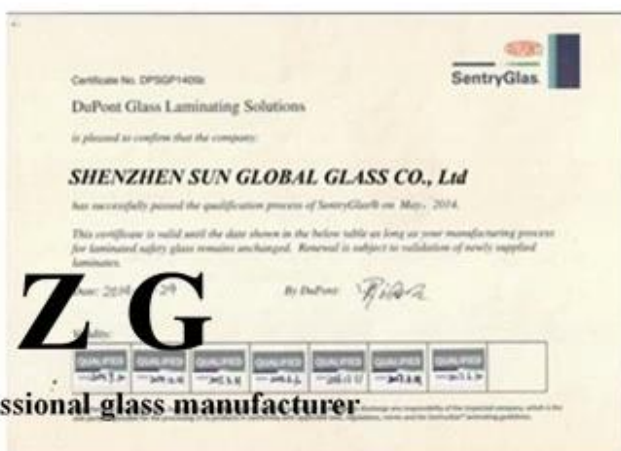 DUPONT
SentryGlas
Certificate No.
DuPont Glass Laminating Solutions
is pleased to confirm that the company:
SHENZHEN SUN GLOBAL GLASS CO., Ltd
has successfully passed the qualification process of SentryGlas® on May, 2014.
This certificate is valid until the date shown in the below table as long as your manufacturing process
for laminated safety glass remains unchanged. Renewal is subject to validation of newly supplied
laminates.
Z G
By DuPont:
QUALIFIED QUALIFIED QUALIFIED QUALIFIED QUALIFIED QUALIFIED QUALIFIED
ssional glass manufacturer